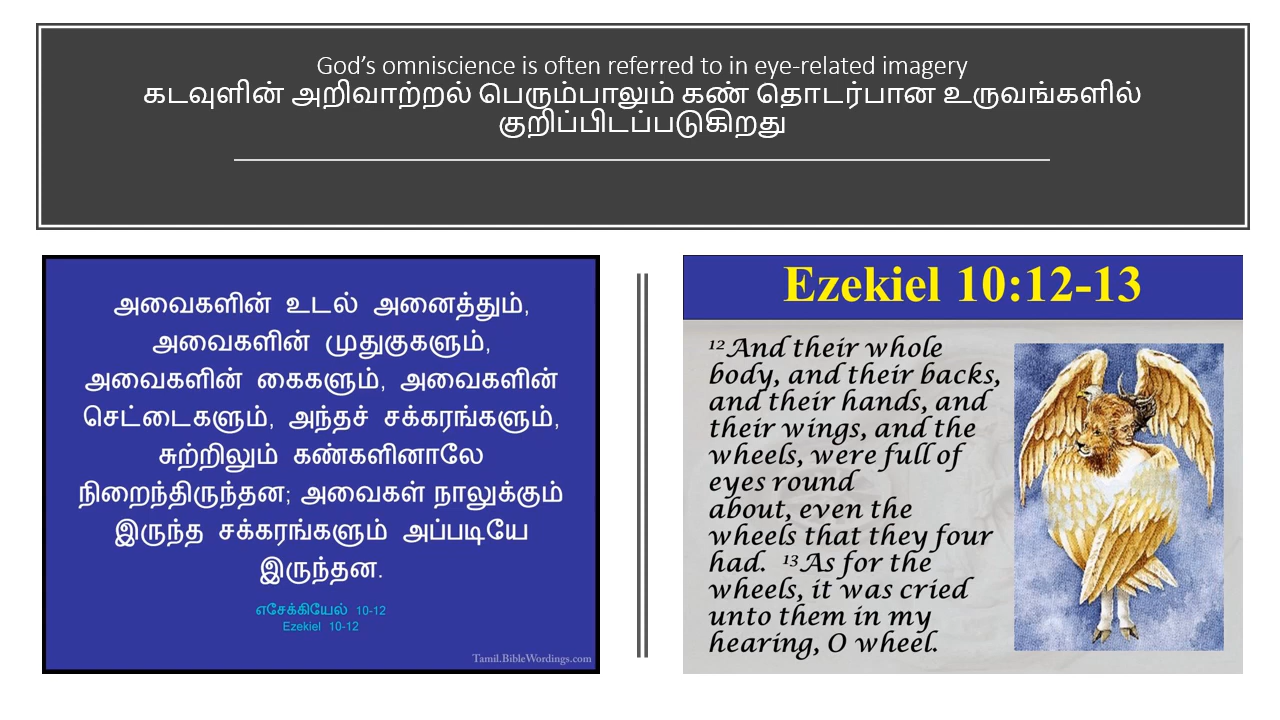 God’s omniscience is often referred to in eye-related imagery
கடவுளின் அறிவாற்றல் பெரும்பாலும் கண் தொடர்பான உருவங்களில்
குறிப்பிடப்படுகிறது
அவைகளின் உடல் அனைத்தும்,
அவைகளின் முதுகுகளும்,
அவைகளின் கைகளும், அவைகளின்
செட்டைகளும், அந்தச் சக்கரங்களும்,
சுற்றிலும் கண்களினாலே
நிறைந்திருந்தன; அவைகள் நாலுக்கும்
இருந்த சக்கரங்களும் அப்படியே
இருந்தன.
எசேக்கியேல் 10-12
Ezekiel 10-12
Tamil.BibleWordings.com
Ezekiel 10:12-13
12 And their whole
body, and their backs,
and their hands, and
their wings, and the
wheels, were full of
eyes round
about, even the
wheels that they four
had. 13 As for the
wheels, it was cried
unto them in my
hearing, O wheel.